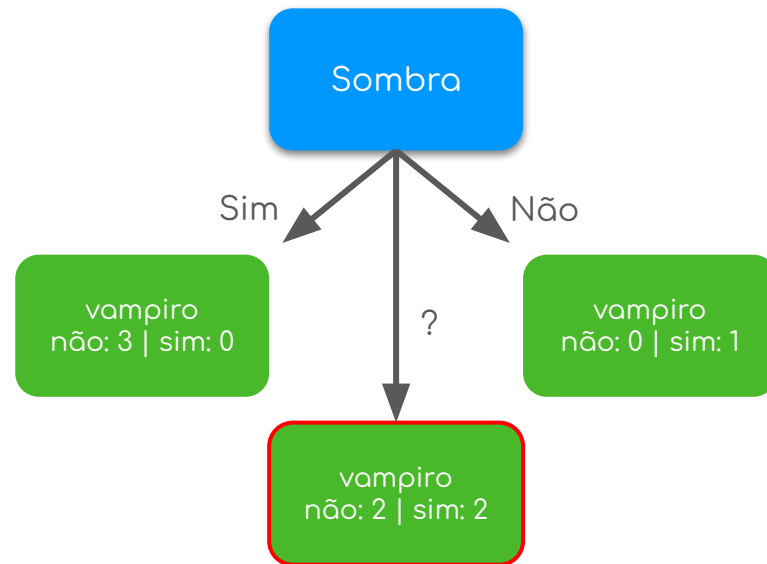 Sombra
Sim
Não
vampiro
não: 3 | sim: 0
?
vampiro
não: 0 | sim: 1
vampiro
não: 2 | sim: 2